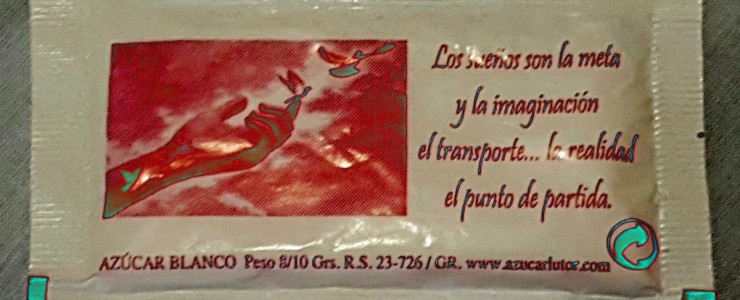 Los sueños son la meta
y la imaginación
el transporte... la realidad
el punto de partida.
AZÚCAR BLANCO Peso 8/10 Grs. R.S. 23-726 / GR. www.azucarlutor.com